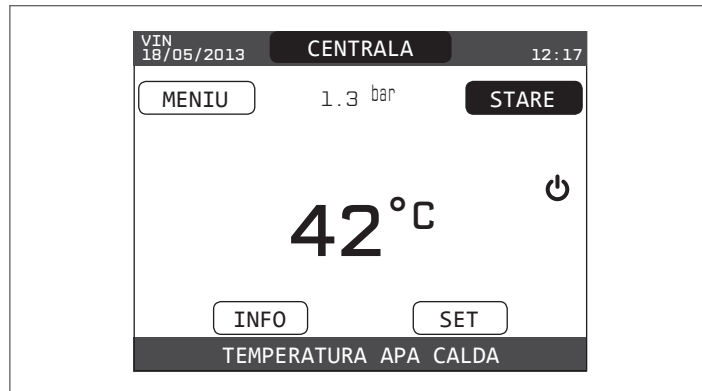 VIN
18/05/2013 CENTRALA 12:17
MENIU 1.3 bar STARE
42°C
INFO SET
TEMPERATURA APA CALDA